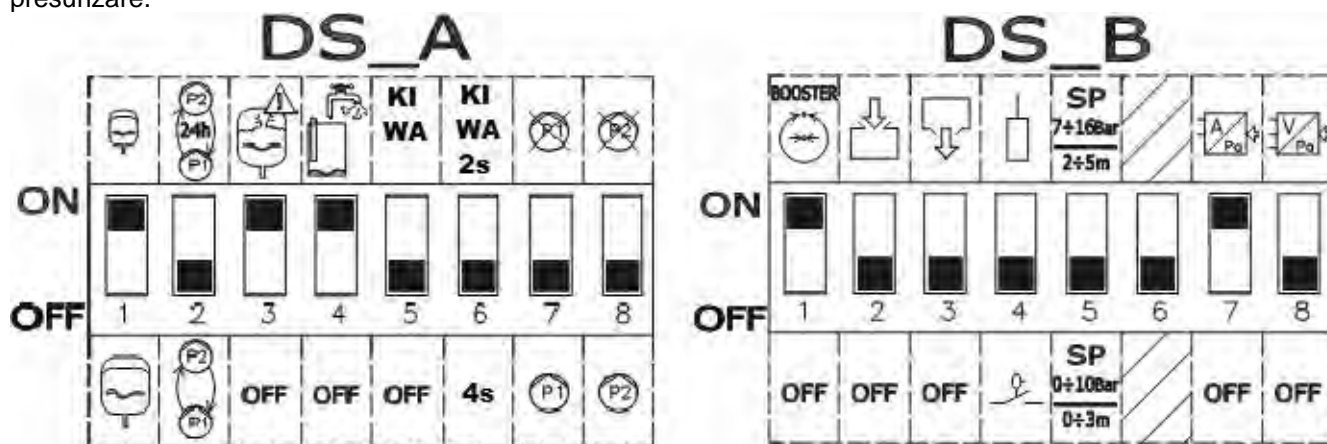 presurizare.
DS_A
DS_B
P2
24h
P1
KI
WA
KI
WA
2s
P1
P2
BOOSTER
SP
7÷16Bar
2÷5m
A
Pa
V
Pa
ON
ON
OFF
1 2 3 4 5 6 7 8
OFF
1 2 3 4 5 6 7 8
P2
P1
OFF
OFF
OFF
4s
P1
P2
OFF
OFF
OFF
SP
0÷10Bar
0÷3m
OFF
OFF